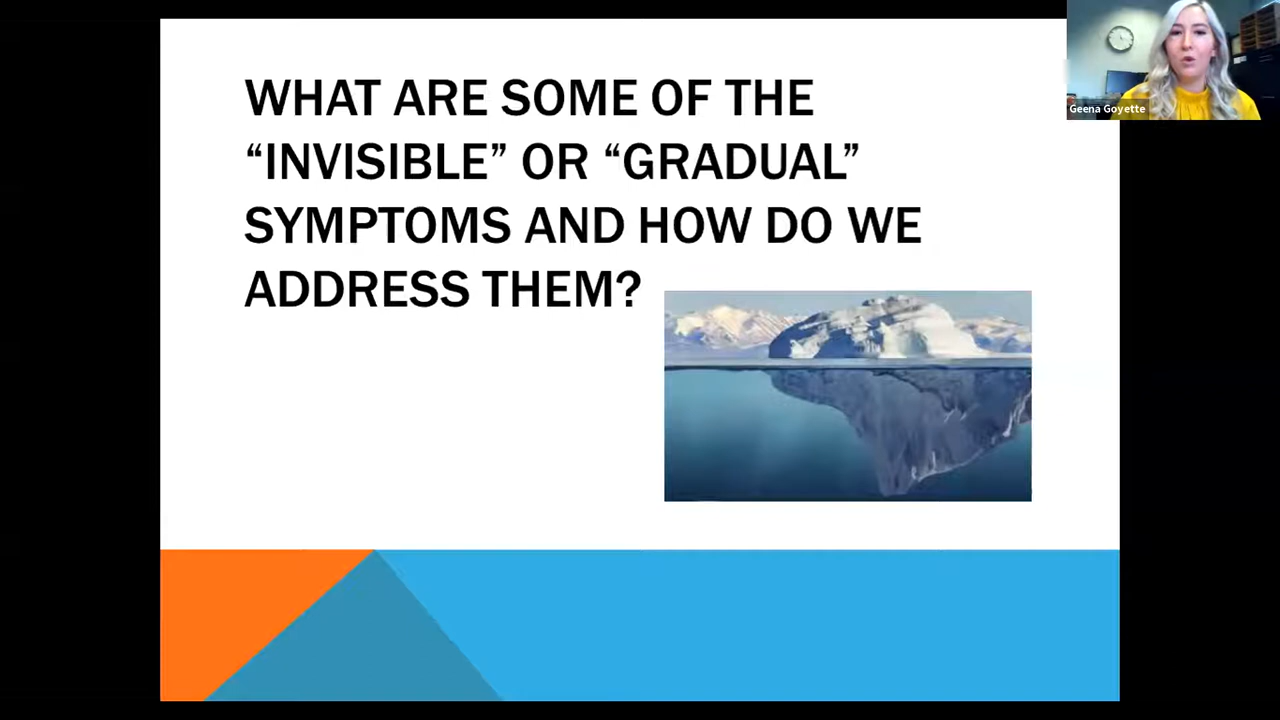 WHAT ARE SOME OF THE
“INVISIBLE” OR “GRADUAL”
SYMPTOMS AND HOW DO WE
ADDRESS THEM?
Geena Goyette